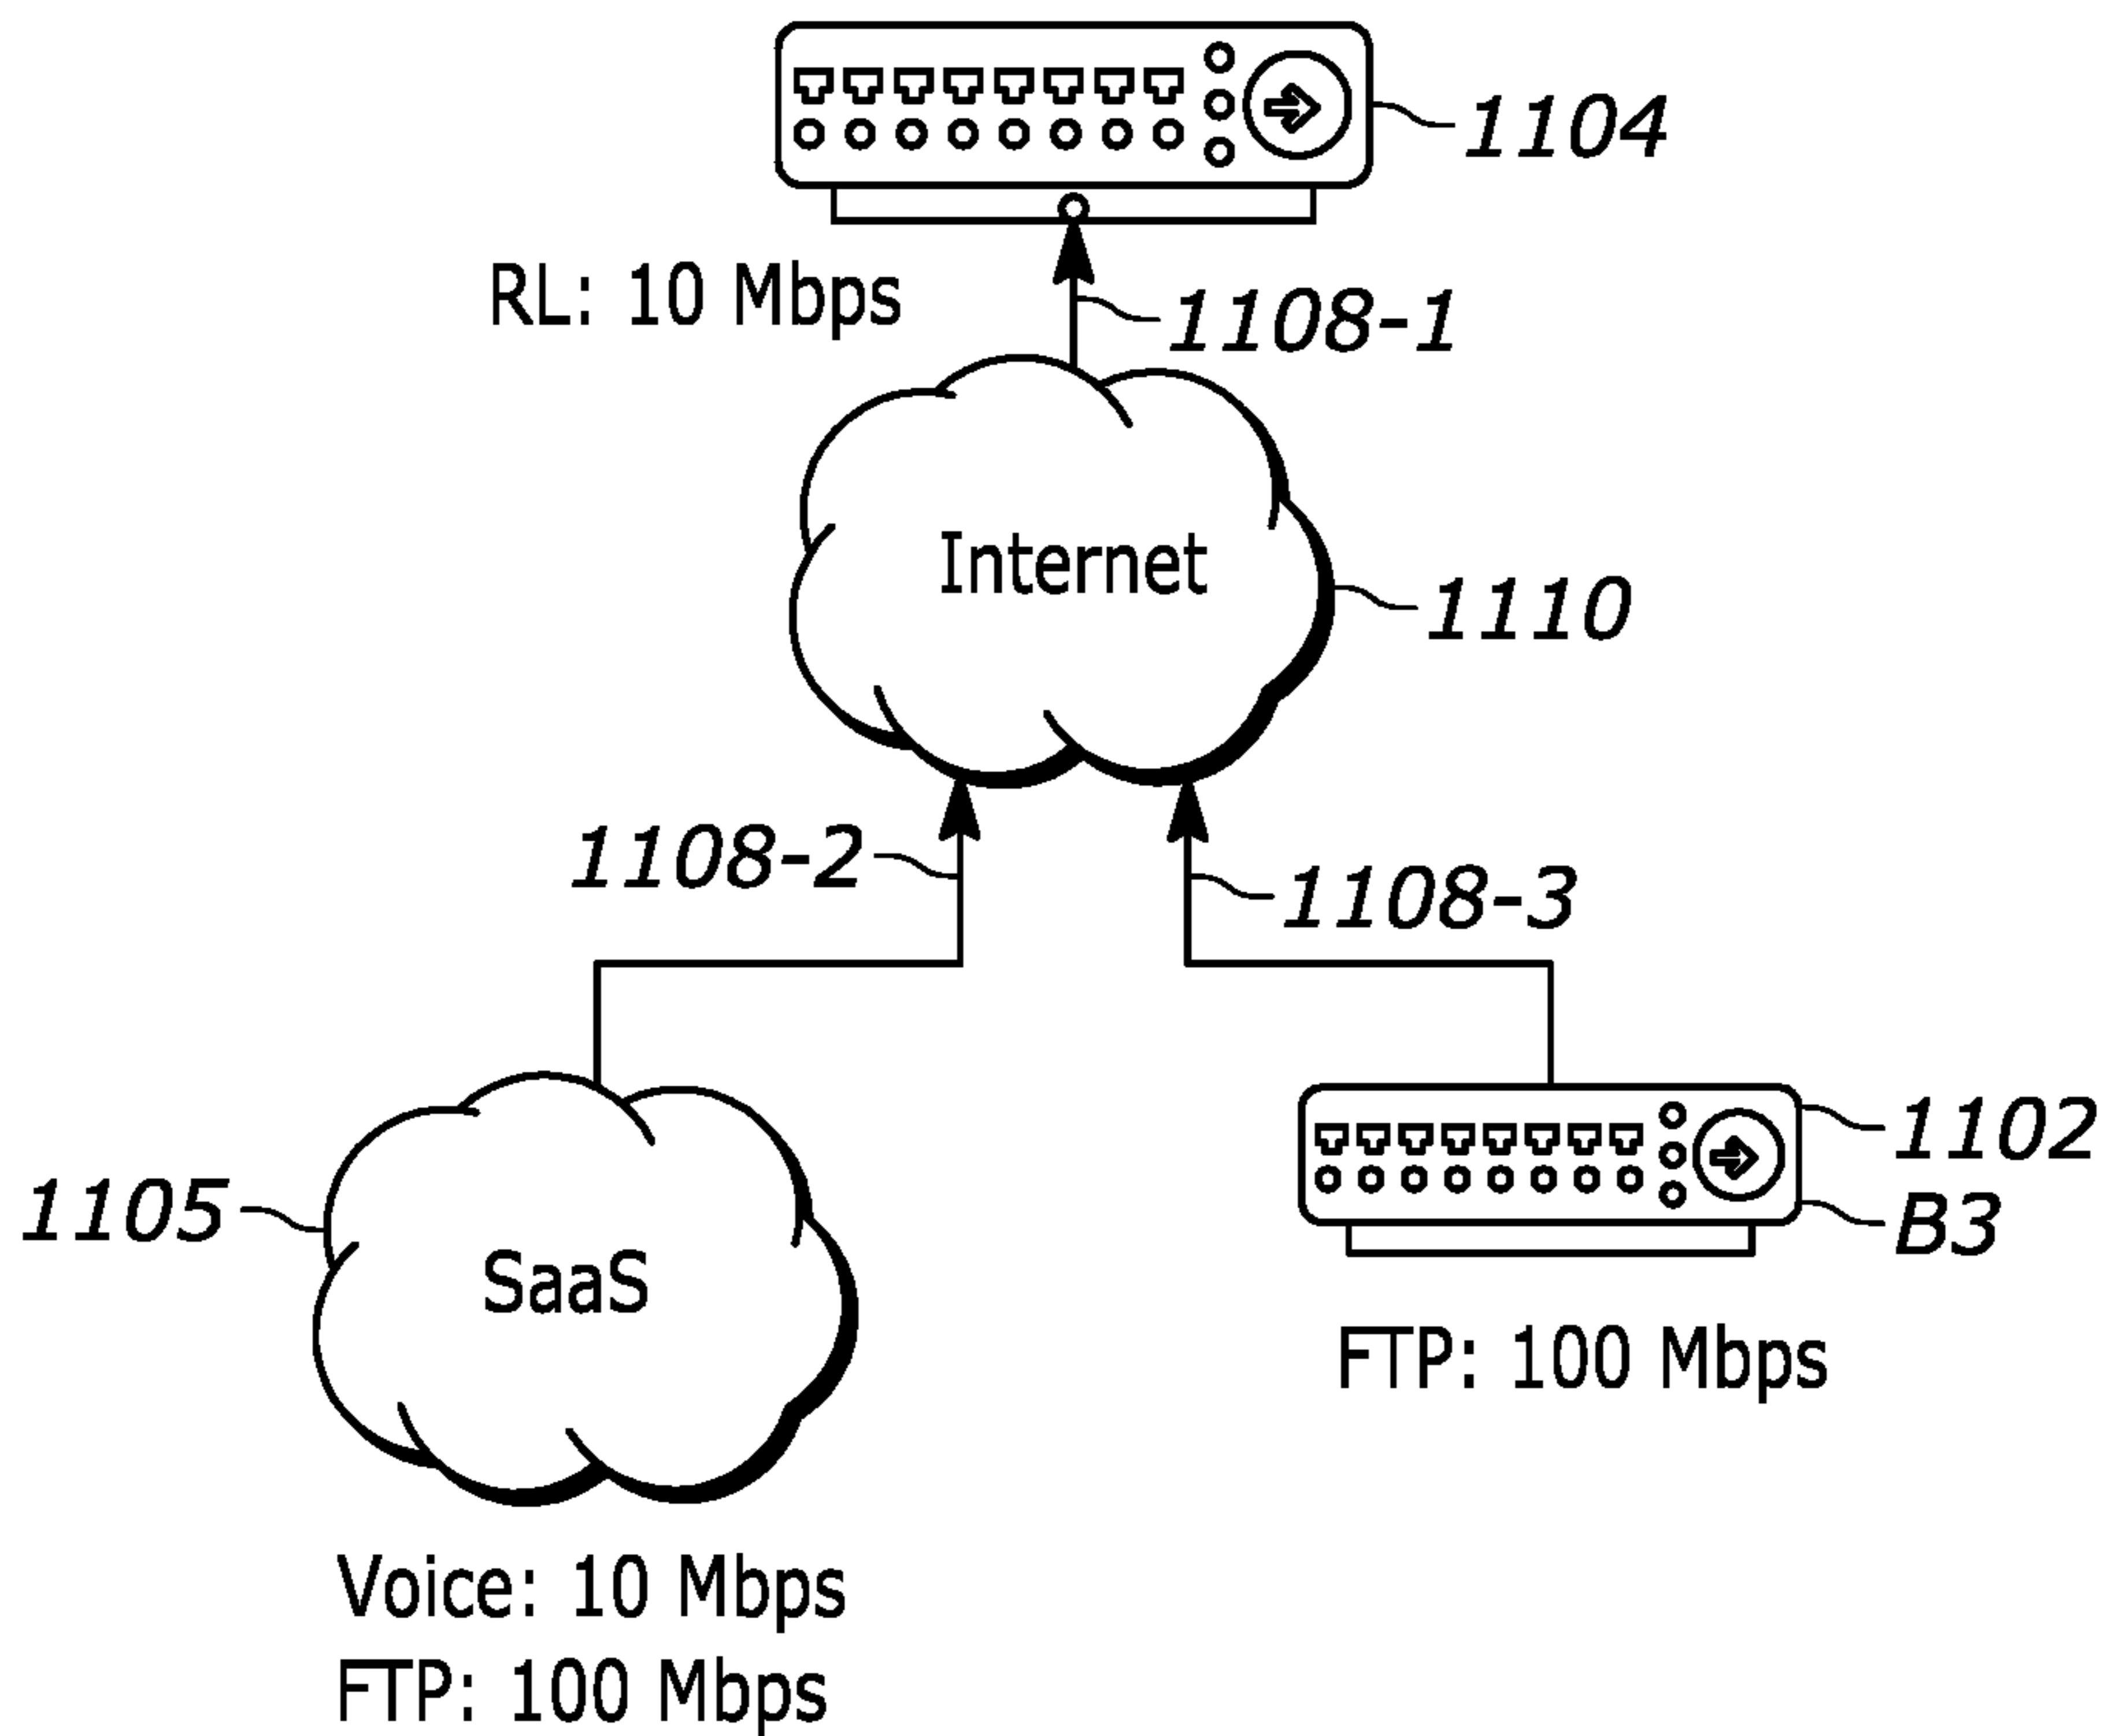 1104
RL: 10 Mbps
1108-1
Internet
1110
1108-2
1108-3
1102
1105
B3
SaaS
FTP: 100 Mbps
Voice: 10 Mbps
FTP: 100 Mbps